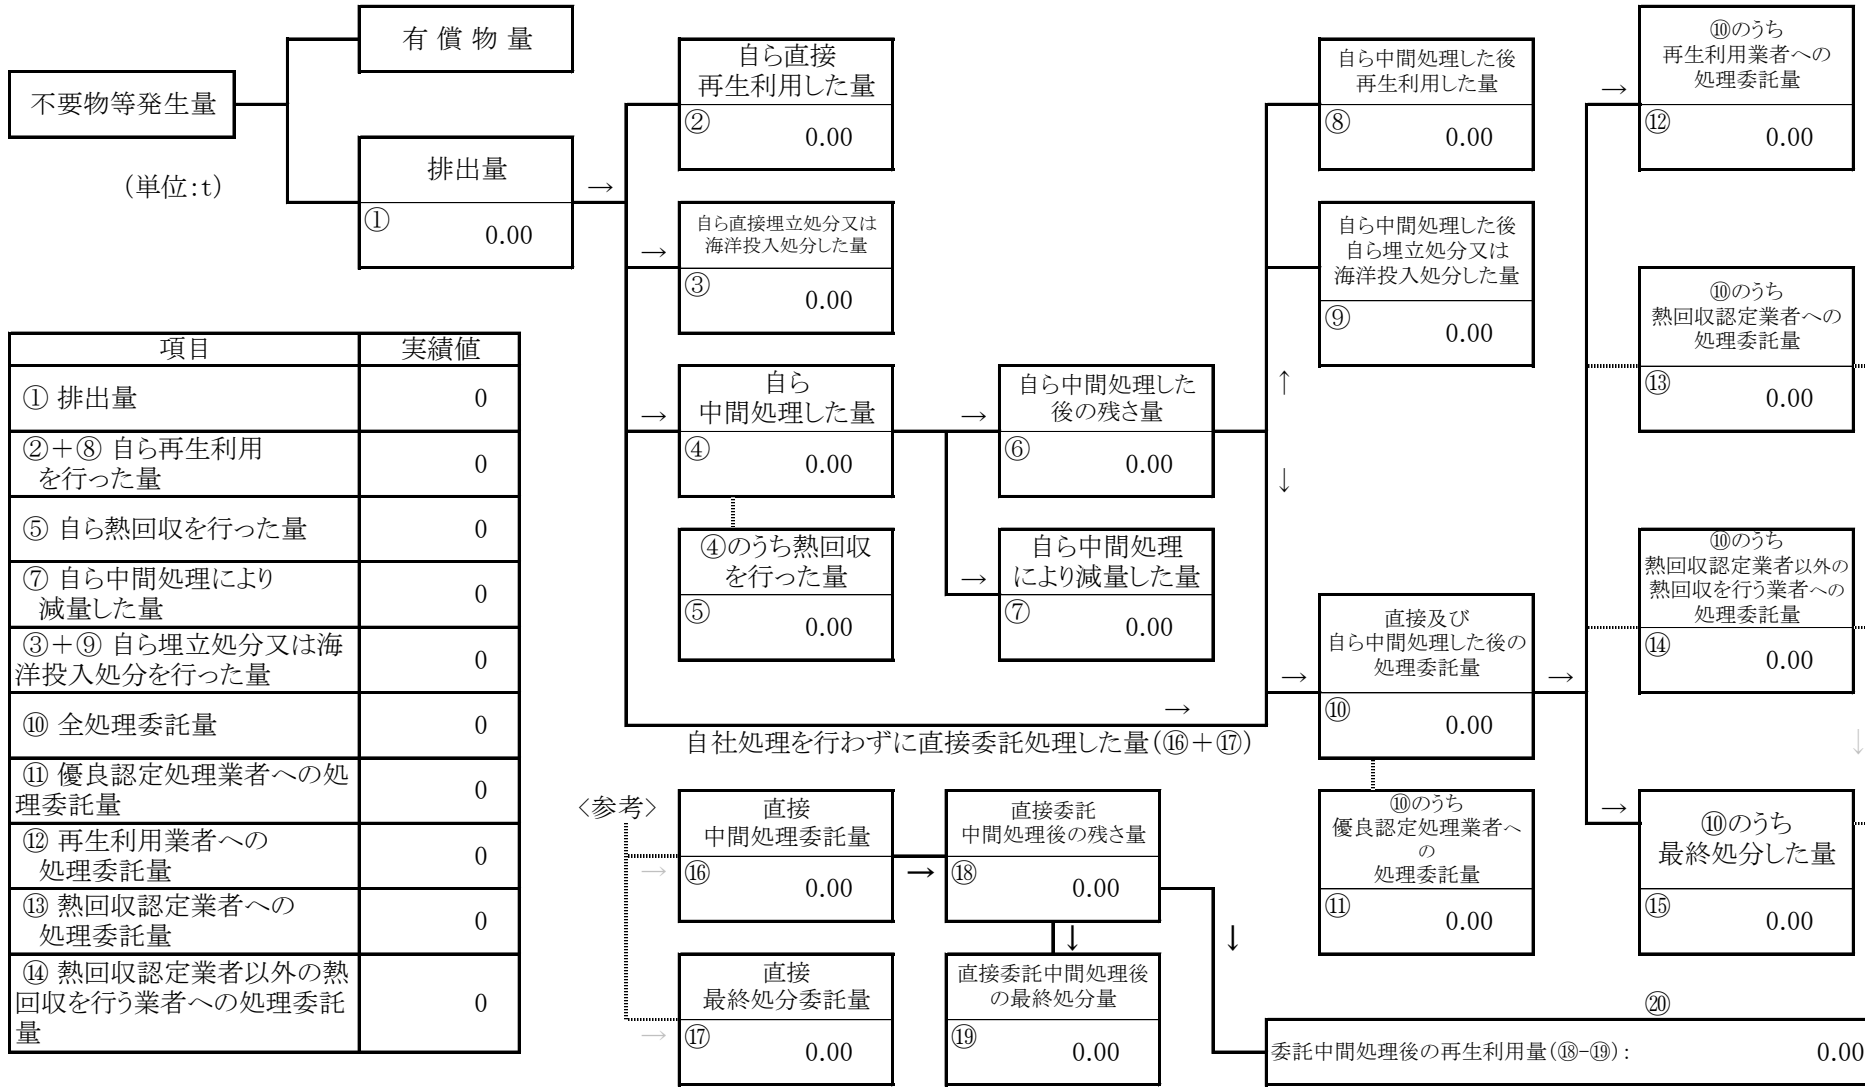 不要物等発生量
(単位:t)
有 償 物 量
排出量
①
0.00
→
自ら直接
再生利用した量
②
0.00
→
自ら直接埋立処分又は
海洋投入処分した量
③
0.00
→
自ら
中間処理した量
④
0.00
④のうち熱回収
を行った量
⑤
0.00
→
自ら中間処理した
後の残さ量
⑥
0.00
→
自ら中間処理
により減量した量
⑦
0.00
↑
↓
自ら中間処理した後
再生利用した量
⑧
0.00
自ら中間処理した後
自ら埋立処分又は
海洋投入処分した量
⑨
0.00
→
自社処理を行わずに直接委託処理した量(⑯+⑰)
→
直接及び
自ら中間処理した後の
処理委託量
⑩
0.00
→
⑩のうち
優良認定処理業者へ
の
処理委託量
⑪
0.00
→
⑩のうち
再生利用業者への
処理委託量
⑫
0.00
⑩のうち
熱回収認定業者への
処理委託量
⑬
0.00
⑩のうち
熱回収認定業者以外の
熱回収を行う業者への
処理委託量
⑭
0.00
↓
→
⑩のうち
最終処分した量
⑮
0.00
項目 実績値
① 排出量 0
②+⑧ 自ら再生利用
を行った量 0
⑤ 自ら熱回収を行った量 0
⑦ 自ら中間処理により
減量した量 0
③+⑨ 自ら埋立処分又は海
洋投入処分を行った量 0
⑩ 全処理委託量 0
⑪ 優良認定処理業者への処
理委託量 0
⑫ 再生利用業者への
処理委託量 0
⑬ 熱回収認定業者への
処理委託量 0
⑭ 熱回収認定業者以外の熱
回収を行う業者への処理委託
量 0
〈参考〉
→
直接
中間処理委託量
⑯
0.00
→
直接委託
中間処理後の残さ量
⑱
0.00
↓
↓
→
直接
最終処分委託量
⑰
0.00
直接委託中間処理後
の最終処分量
⑲
0.00
⑳
委託中間処理後の再生利用量(⑱-⑲): 0.00